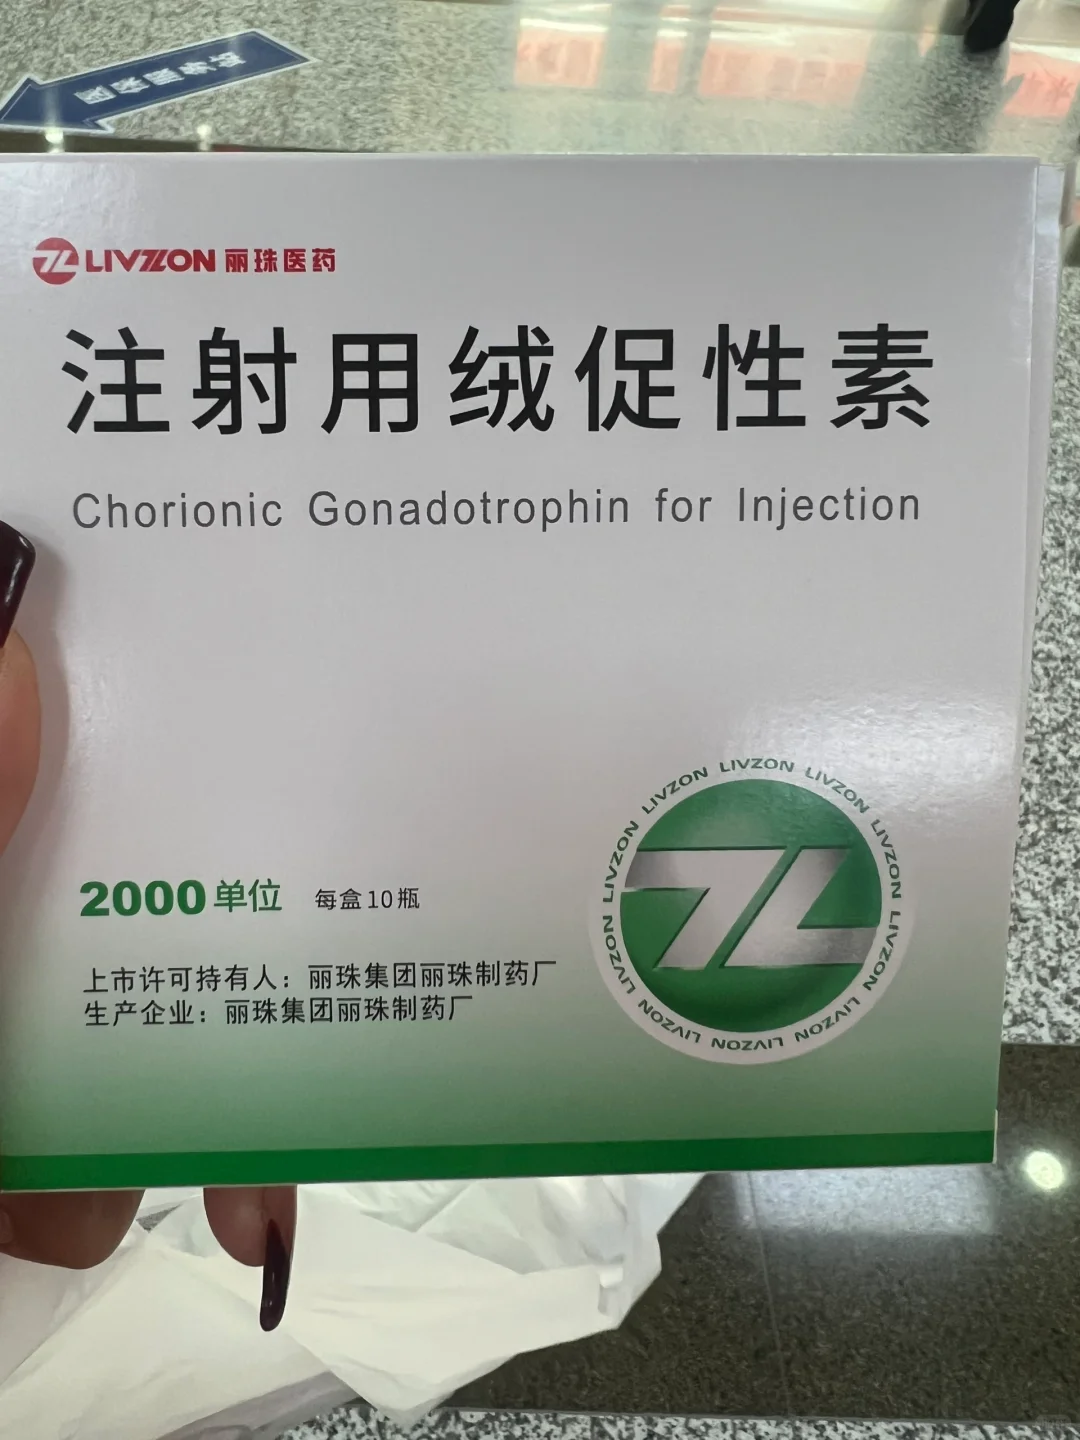 LIVZON 丽珠医药
注射用绒促性素
Chorionic Gonadotrophin for Injection
2000单位 每盒10瓶
上市许可持有人：丽珠集团丽珠制药厂
生产企业：丽珠集团丽珠制药厂
LIVZON LIVZON LIVZON LIVZON LIVZON LIVZON LIVZON LIVZON LIVZON LIVZON LIVZON